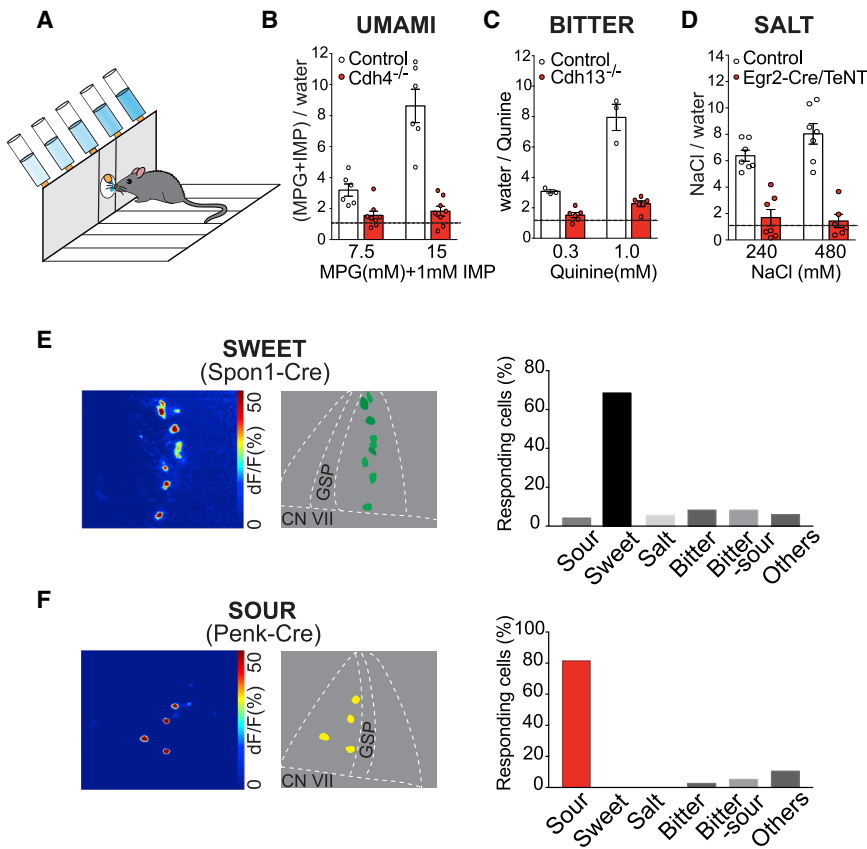 A
B
UMAMI
Control
Cdh4-/-
(MPG+IMP) / water
12
10
8
6
4
2
0
7.5
15
MPG(mM)+1mM IMP
C
BITTER
Control
Cdh13-/-
water / Qunine
12
10
8
6
4
2
0
0.3
1.0
Quinine(mM)
D
SALT
Control
Egr2-Cre/TeNT
NaCl / water
12
10
8
6
4
2
0
240
480
NaCl (mM)
E
SWEET
(Spon1-Cre)
50
dF/F(%)
0
GSP
CN VII
Responding cells (%)
80
60
40
20
0
Sour
Sweet
Salt
Bitter
Bitter
-sour
Others
F
SOUR
(Penk-Cre)
50
dF/F(%)
0
GSP
CN VII
Responding cells (%)
100
80
60
40
20
0
Sour
Sweet
Salt
Bitter
Bitter
-sour
Others